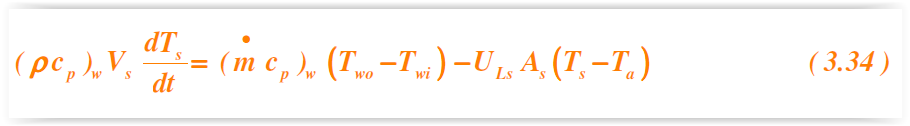 (ρc_p)_w V_s dT_s/dt = (ṁ c_p)_w (T_wo − T_wi) − U_Ls A_s (T_s − T_a) (3.34)